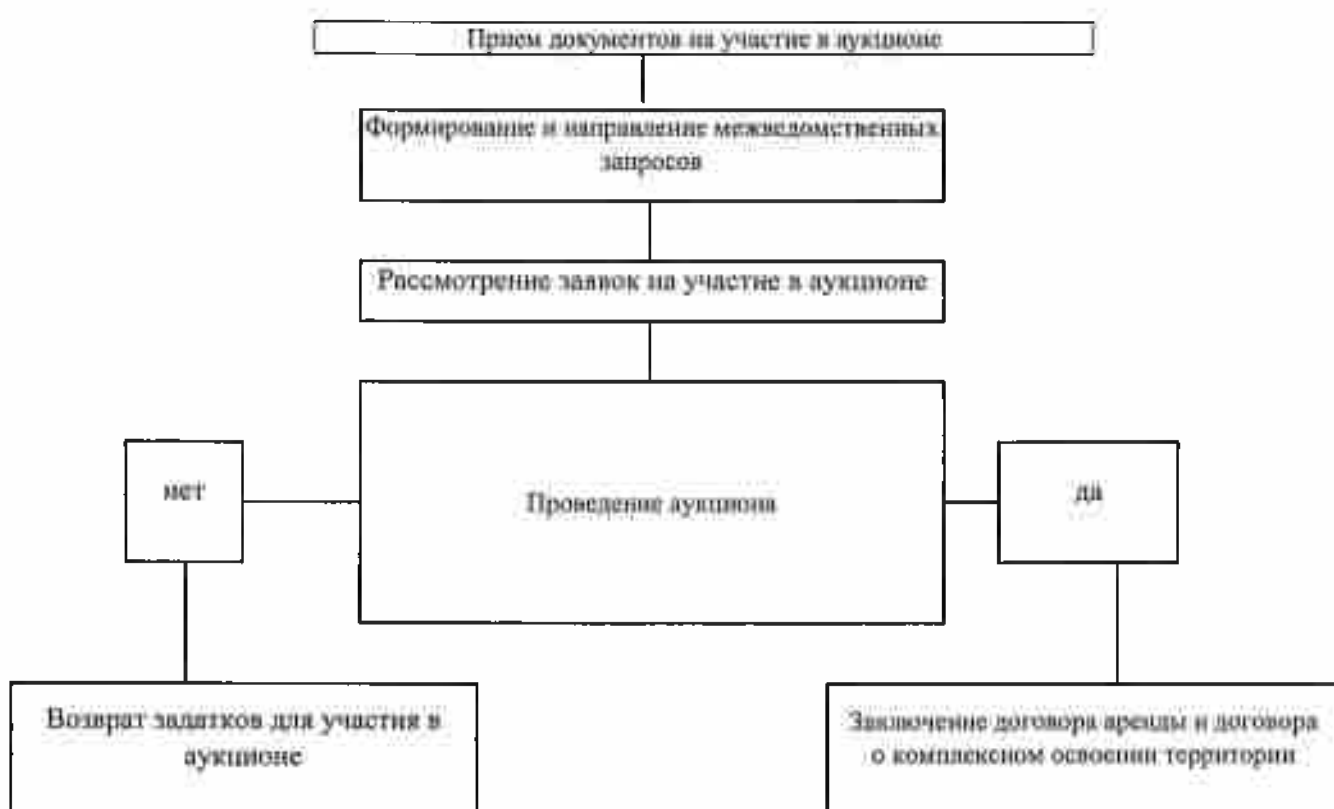 Прием документов на участие в аукционе
Формирование и направление межведомственных
запросов
Рассмотрение заявок на участие в аукционе
нет
Проведение аукциона
да
Возврат задатков для участия в
аукционе
Заключение договора аренды и договора
о комплексном освоении территории